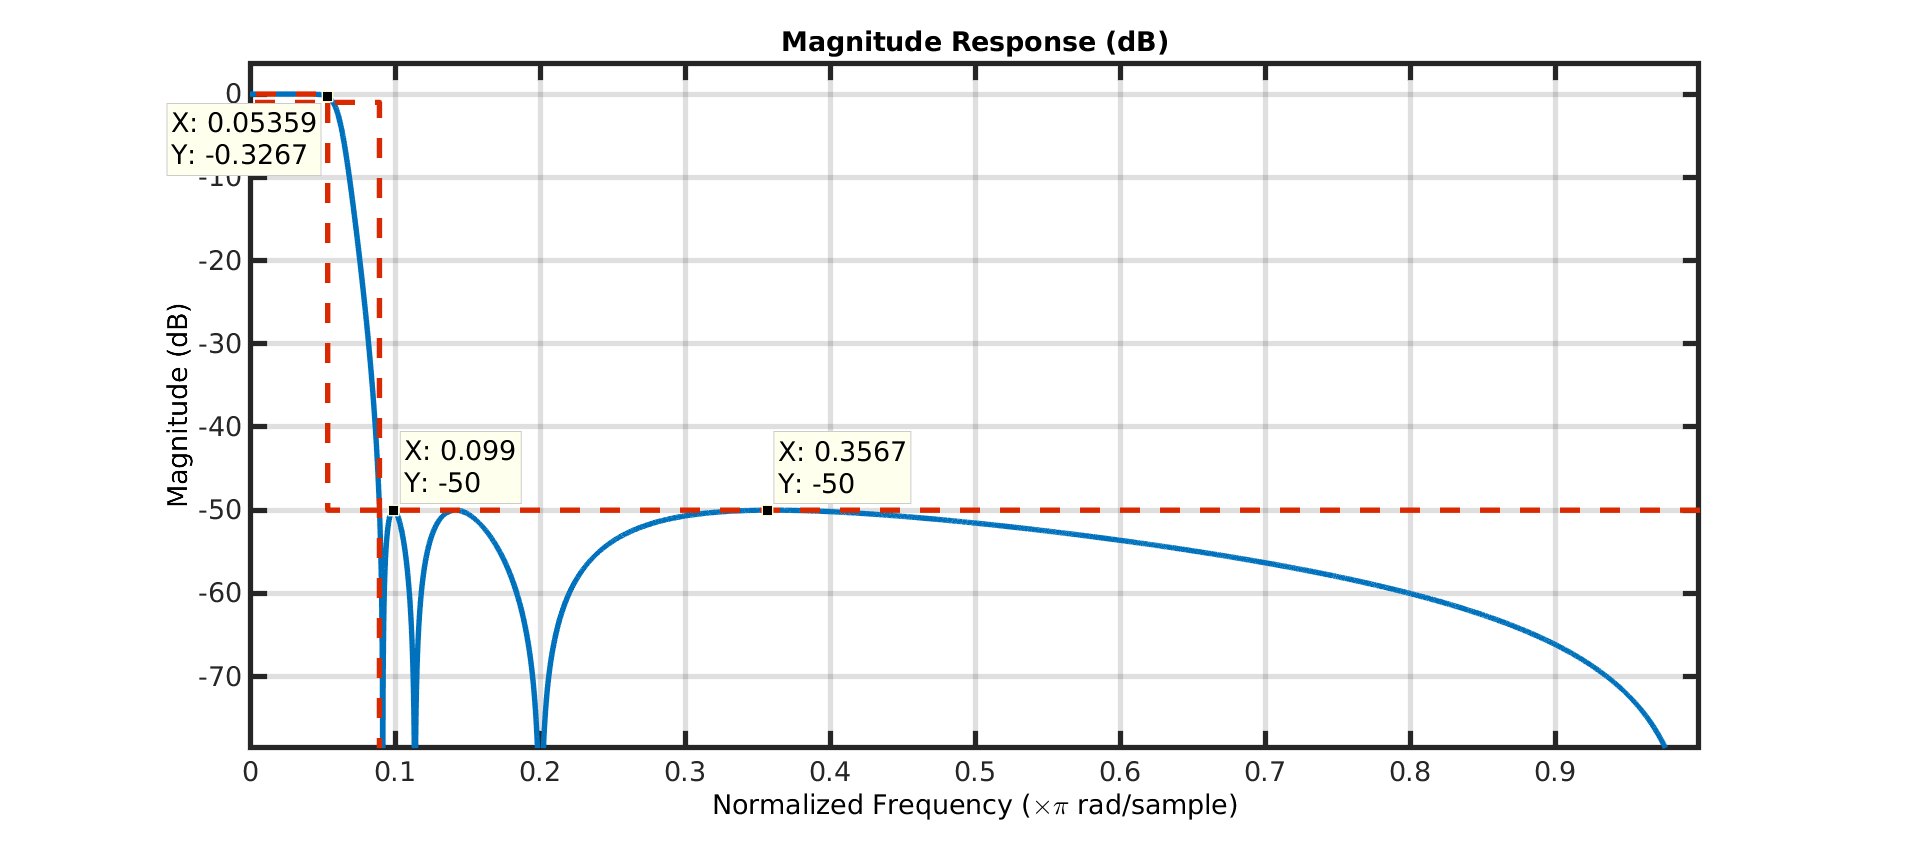 Magnitude Response (dB)
0
X: 0.05359
Y: -0.3267
-10
-20
-30
-40
-50
-60
-70
Magnitude (dB)
X: 0.099
Y: -50
X: 0.3567
Y: -50
0 0.1 0.2 0.3 0.4 0.5 0.6 0.7 0.8 0.9
Normalized Frequency (×π rad/sample)